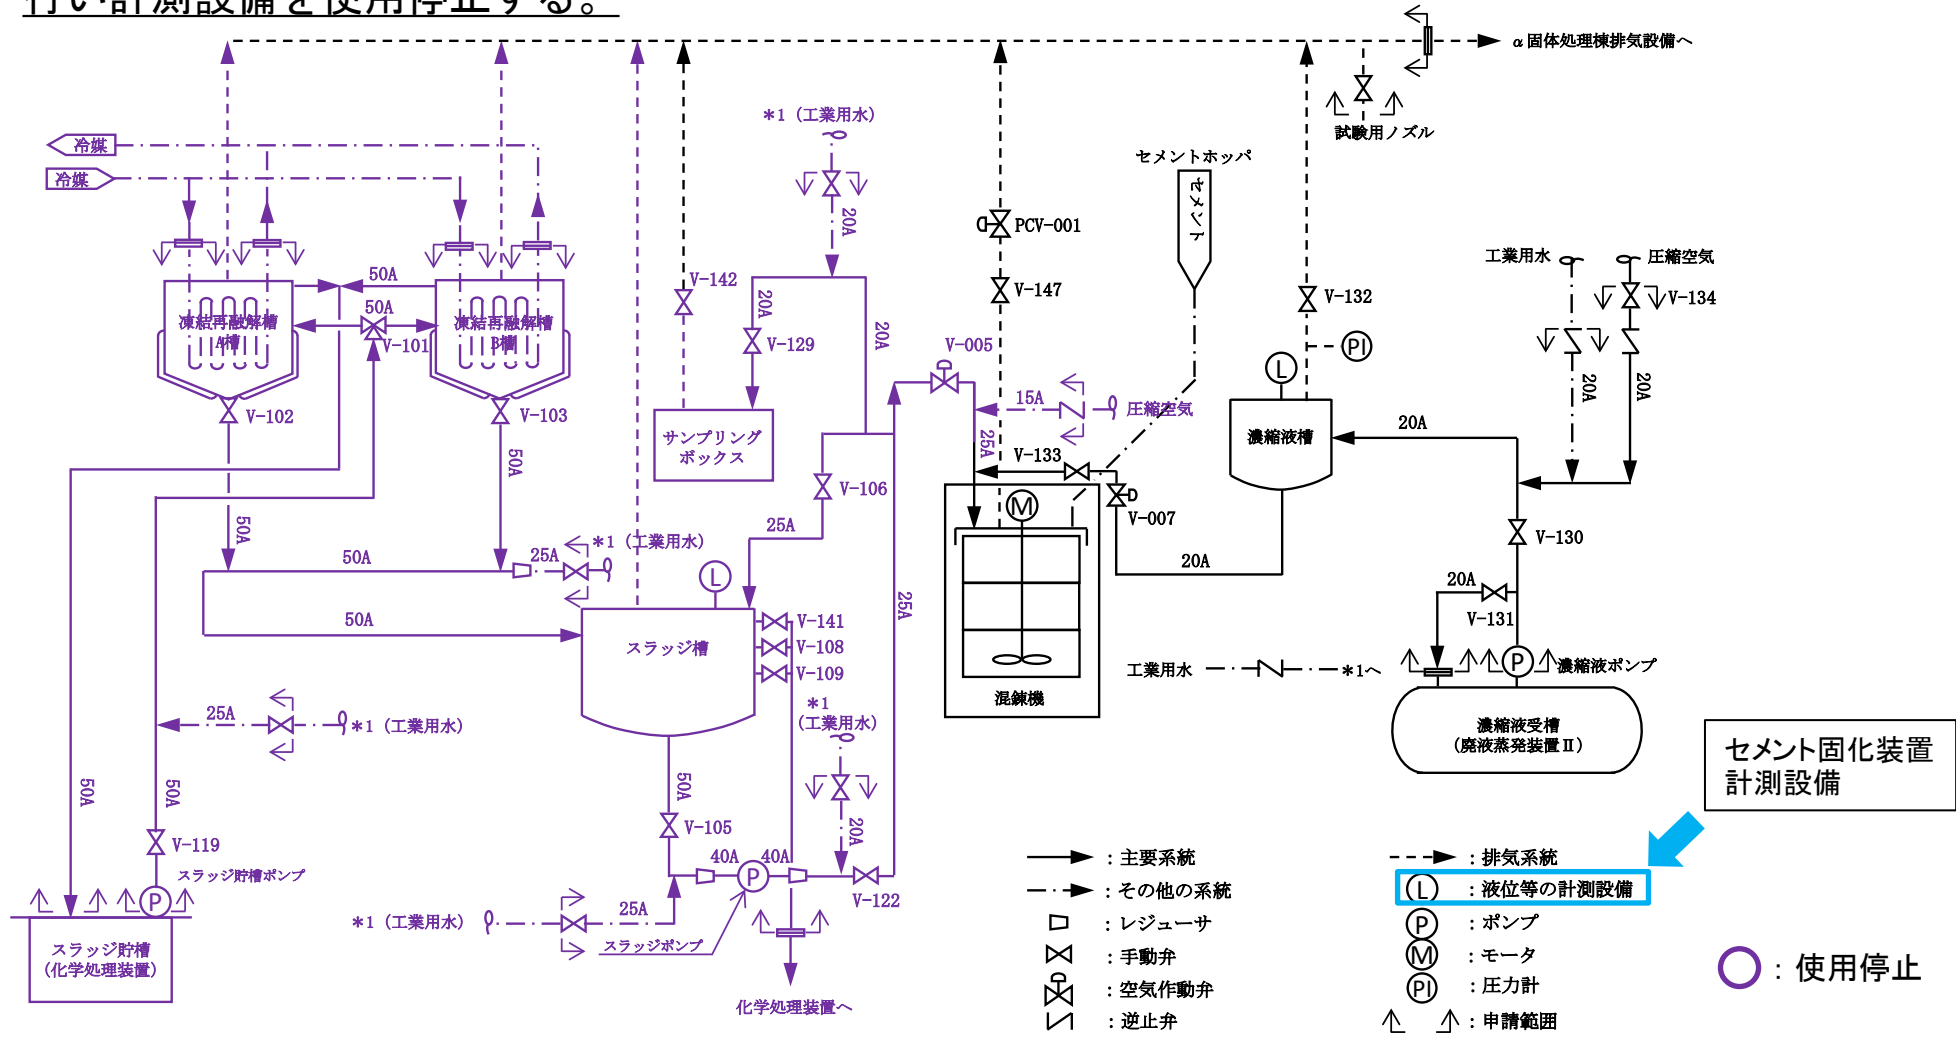 行い計測設備を使用停止する。
α固体処理棟排気設備へ
試験用ノズル
冷媒
冷媒
*1（工業用水）
20A
セメントホッパ
セメント
PCV-001
V-147
V-142
V-132
PI
L
工業用水
圧縮空気
V-134
20A
20A
50A
50A
V-101
凍結再融解槽
A槽
凍結再融解槽
B槽
V-102
V-103
20A
V-129
20A
V-005
15A
圧縮空気
25A
V-133
V-007
20A
濃縮液槽
20A
サンプリング
ボックス
V-106
25A
M
混錬機
50A
50A
50A
25A
*1（工業用水）
50A
L
スラッジ槽
V-141
V-108
V-109
25A
V-130
20A
V-131
P
濃縮液ポンプ
濃縮液受槽
（廃液蒸発装置Ⅱ）
工業用水
*1へ
25A
*1（工業用水）
*1
（工業用水）
20A
50A
50A
50A
V-105
40A
P
40A
V-122
V-119
スラッジ貯槽ポンプ
P
スラッジ貯槽
（化学処理装置）
*1（工業用水）
25A
スラッジポンプ
化学処理装置へ
セメント固化装置
計測設備
：主要系統
：その他の系統
：レジューサ
：手動弁
：空気作動弁
：逆止弁
：排気系統
L ：液位等の計測設備
P ：ポンプ
M ：モータ
PI ：圧力計
：申請範囲
：使用停止